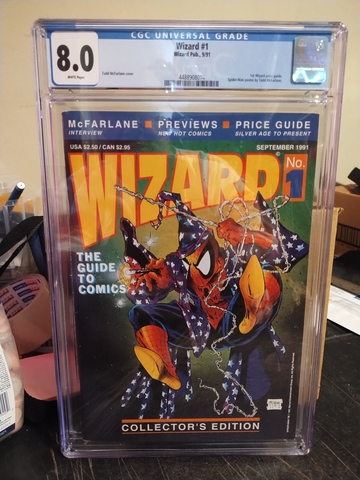 CGC UNIVERSAL GRADE
8.0
WHITE Pages
Wizard #1
Wizard Pub., 9/91
Todd McFarlane cover
1st Wizard price guide.
Spider-Man poster by Todd McFarlane.
McFARLANE ■ PREVIEWS ■ PRICE GUIDE
INTERVIEW
HOT COMICS
SILVER AGE TO PRESENT
USA $2.50 / CAN $2.95
SEPTEMBER 1991
WIZARD
No.
1
THE
GUIDE
TO
COMICS
COLLECTOR'S EDITION